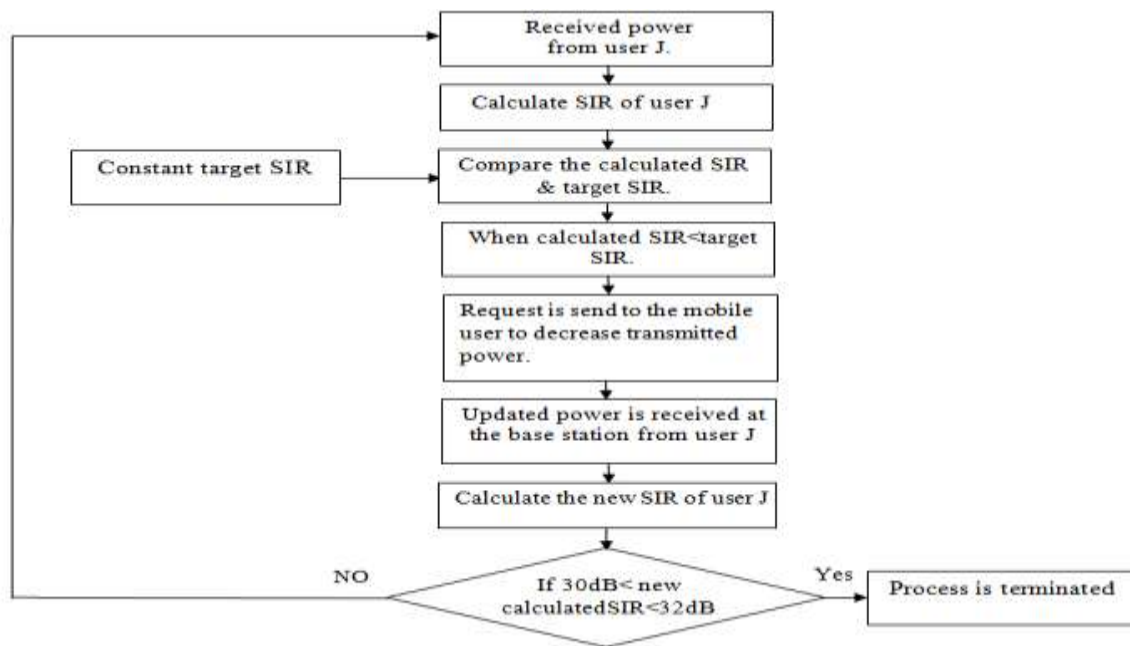 Received power
from user J.
Calculate SIR of user J
Constant target SIR
Compare the calculated SIR
& target SIR.
When calculated SIR<target
SIR.
Request is send to the mobile
user to decrease transmitted
power.
Updated power is received at
the base station from user J
Calculate the new SIR of user J
NO
If 30dB< new
calculatedSIR<32dB
Yes
Process is terminated